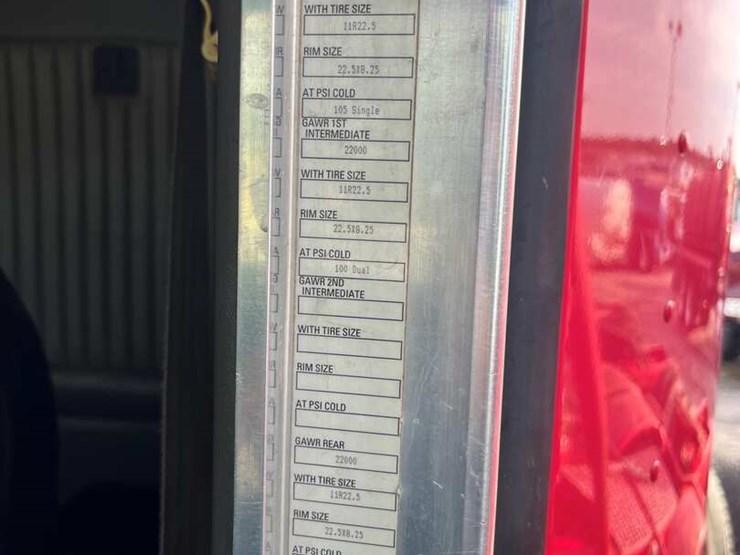 WITH TIRE SIZE
11R22.5
RIM SIZE
22.5X8.25
AT PSI COLD
105 Single
GAWR 1ST
INTERMEDIATE
22000
WITH TIRE SIZE
11R22.5
RIM SIZE
22.5X8.25
AT PSI COLD
100 Dual
GAWR 2ND
INTERMEDIATE
WITH TIRE SIZE
RIM SIZE
AT PSI COLD
GAWR REAR
22000
WITH TIRE SIZE
11R22.5
RIM SIZE
22.5X8.25
AT PSI COLD